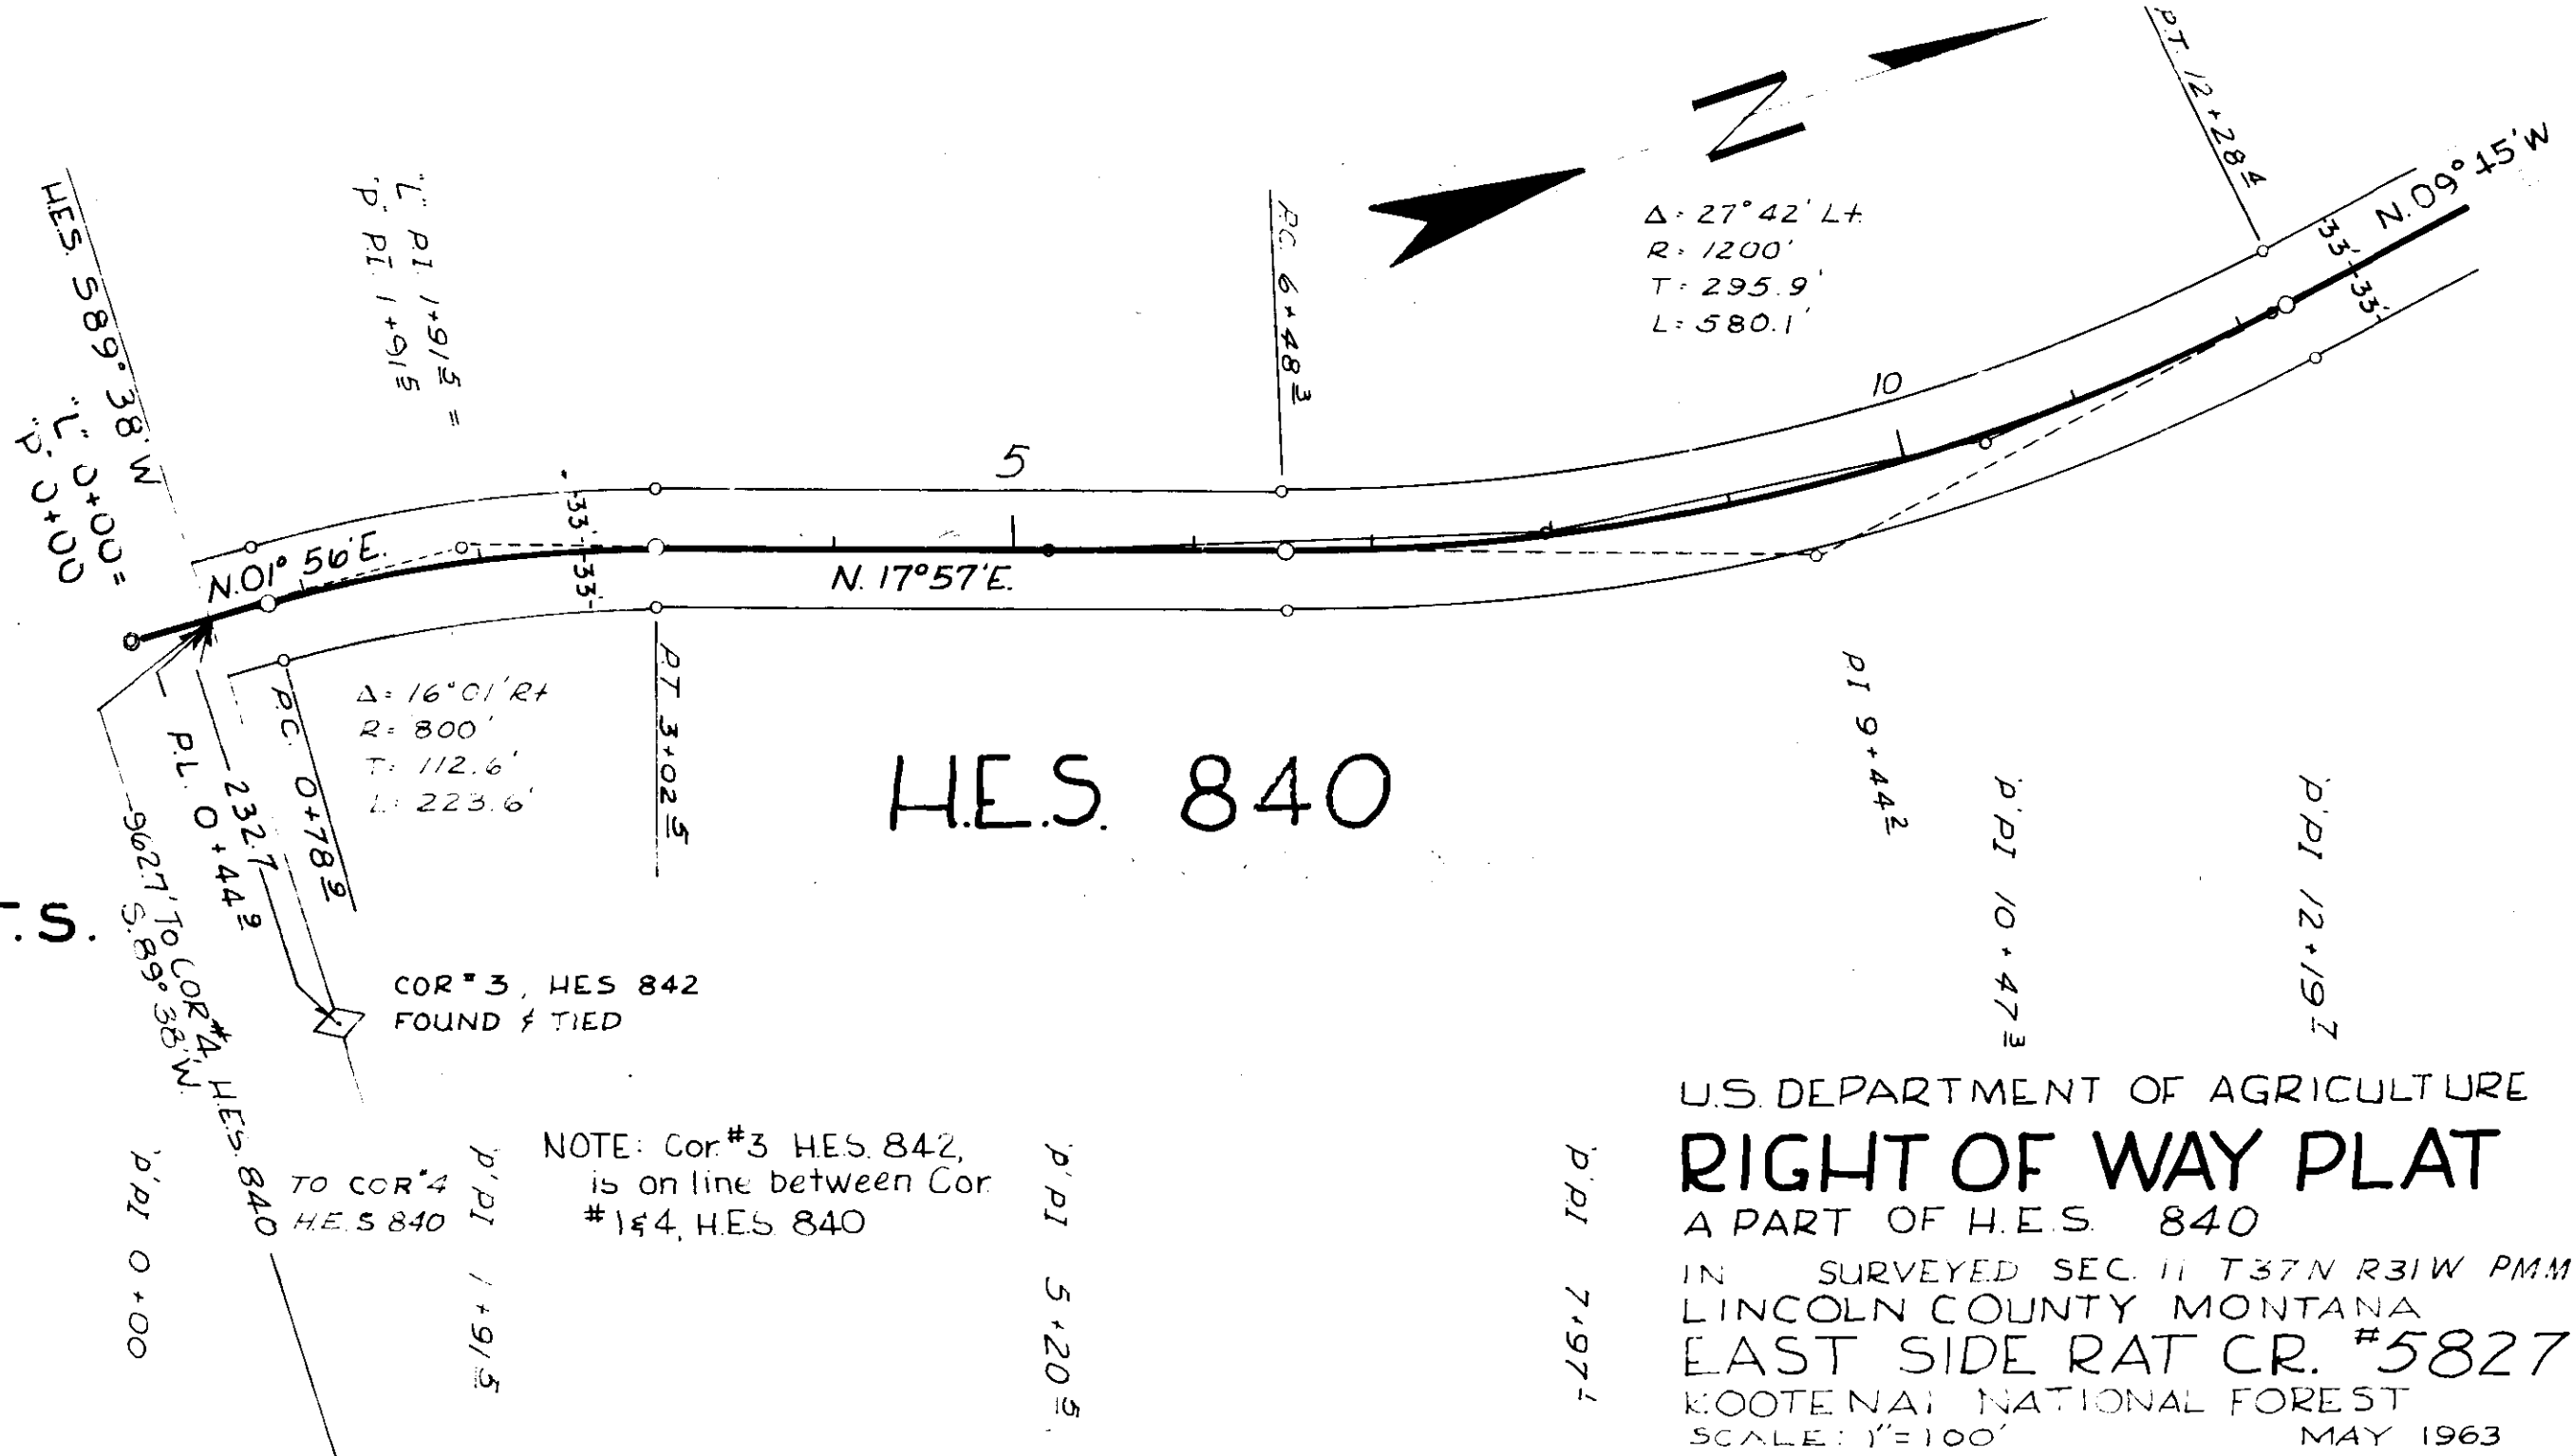 N
P.T. 12+28 4
N. 09° 45' W
33'
33'
Δ: 27° 42' Lt.
R: 1200'
T: 295.9'
L: 580.1'
H.E.S. S89° 38' W
"L" 0+00 =
"P" 0+00
"L" P.I. 1+91 5 =
"P" P.I. 1+91 5
P.C. 6+48 3
5
10
33'
33'
N. 01° 56' E.
N. 17° 57' E.
P.C. 0+78 9
Δ: 16° 01' Rt
R: 800'
T: 112.6'
L: 223.6'
P.T. 3+02 5
P.L. 0+44 9
232.7
962.7' TO COR #4, H.E.S. 840
S. 89° 38' W.
H.E.S. 840
PI 9+44 2
"P" PI 10+47 3
"P" PI 12+19 7
.S.
COR #3, HES 842
FOUND & TIED
TO COR #4
H.E.S 840
NOTE: Cor. #3 H.E.S. 842,
is on line between Cor.
#1&4, H.E.S. 840
"P" PI 0+00
"P" PI 1+91 5
"P" PI 5+20 5
"P" PI 7+97 1
U.S. DEPARTMENT OF AGRICULTURE
RIGHT OF WAY PLAT
A PART OF H.E.S. 840
IN SURVEYED SEC. 11 T37N R31W PMM
LINCOLN COUNTY MONTANA
EAST SIDE RAT CR. #5827
KOOTENAI NATIONAL FOREST
SCALE: 1"=100' MAY 1963